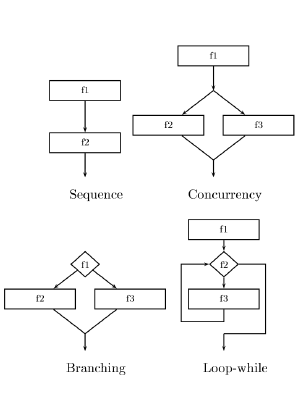 f1
f1
f2
f2
f3
Sequence
Concurrency
f1
f1
f2
f2
f3
f3
Branching
Loop-while